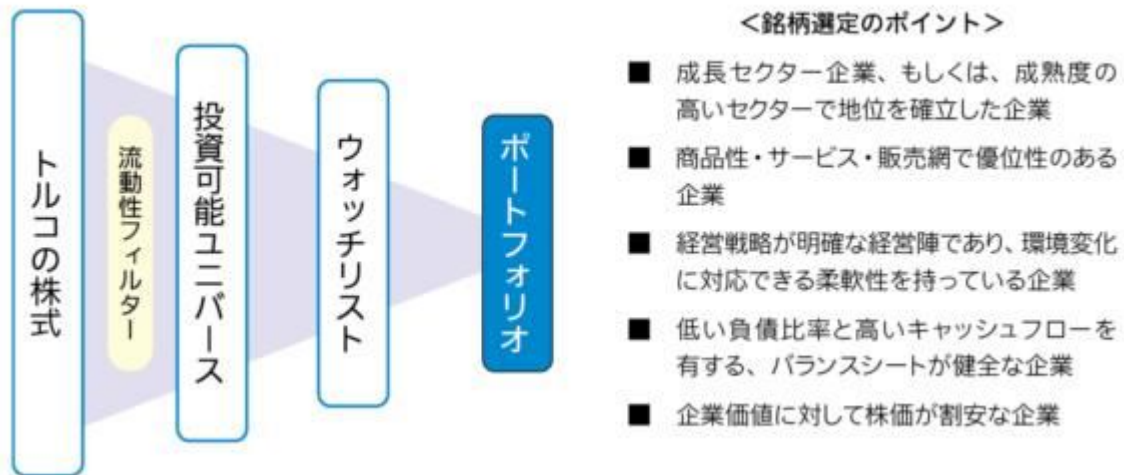 トルコの株式
流動性フィルター
投資可能ユニバース
ウォッチリスト
ポートフォリオ
＜銘柄選定のポイント＞
■ 成長セクター企業、もしくは、成熟度の
高いセクターで地位を確立した企業
■ 商品性・サービス・販売網で優位性のある
企業
■ 経営戦略が明確な経営陣であり、環境変化
に対応できる柔軟性を持っている企業
■ 低い負債比率と高いキャッシュフローを
有する、バランスシートが健全な企業
■ 企業価値に対して株価が割安な企業